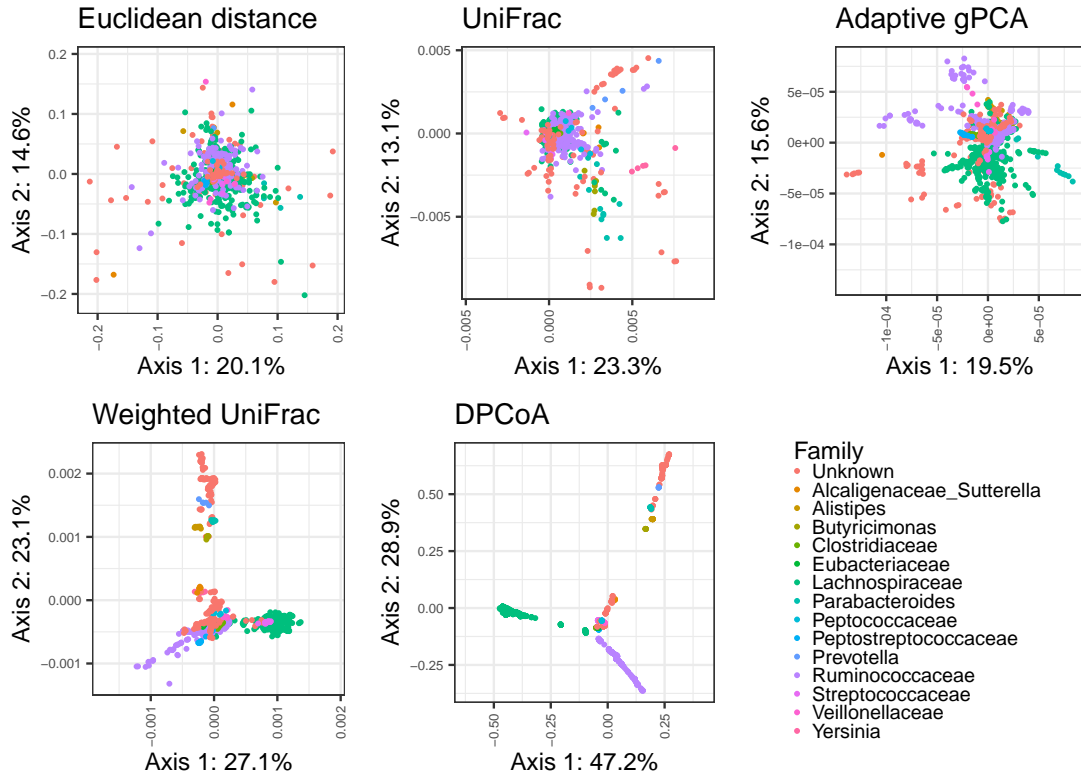 Euclidean distance
0.2
0.1
0.0
−0.1
−0.2
Axis 2: 14.6%
−0.2
−0.1
0.0
0.1
0.2
Axis 1: 20.1%
UniFrac
0.005
0.000
−0.005
Axis 2: 13.1%
−0.005
0.000
0.005
Axis 1: 23.3%
Adaptive gPCA
5e−05
0e+00
−5e−05
−1e−04
Axis 2: 15.6%
−1e−04
−5e−05
0e+00
5e−05
Axis 1: 19.5%
Weighted UniFrac
0.002
0.001
0.000
−0.001
Axis 2: 23.1%
−0.001
0.000
0.001
0.002
Axis 1: 27.1%
DPCoA
0.50
0.25
0.00
−0.25
Axis 2: 28.9%
−0.50
−0.25
0.00
0.25
Axis 1: 47.2%
Family
Unknown
Alcaligenaceae_Sutterella
Alistipes
Butyricimonas
Clostridiaceae
Eubacteriaceae
Lachnospiraceae
Parabacteroides
Peptococcaceae
Peptostreptococcaceae
Prevotella
Ruminococcaceae
Streptococcaceae
Veillonellaceae
Yersinia